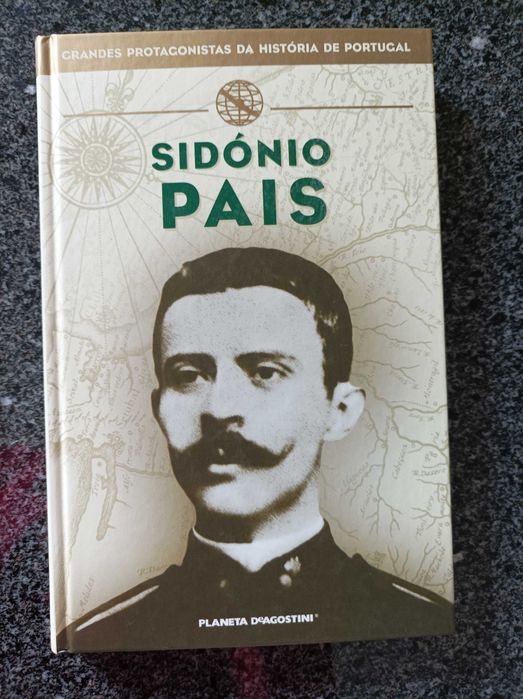 GRANDES PROTAGONISTAS DA HISTÓRIA DE PORTUGAL
SIDÓNIO
PAIS
PLANETA DeAGOSTINI®